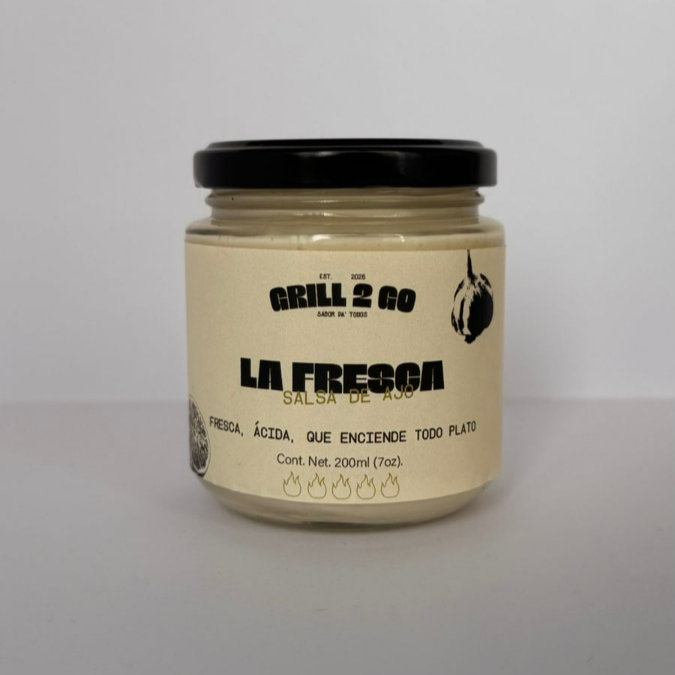 EST. 2026
GRILL 2 GO
SABOR PA' TODOS
LA FRESCA
SALSA DE AJO
FRESCA, ÁCIDA, QUE ENCIENDE TODO PLATO
Cont. Net. 200ml (7oz).